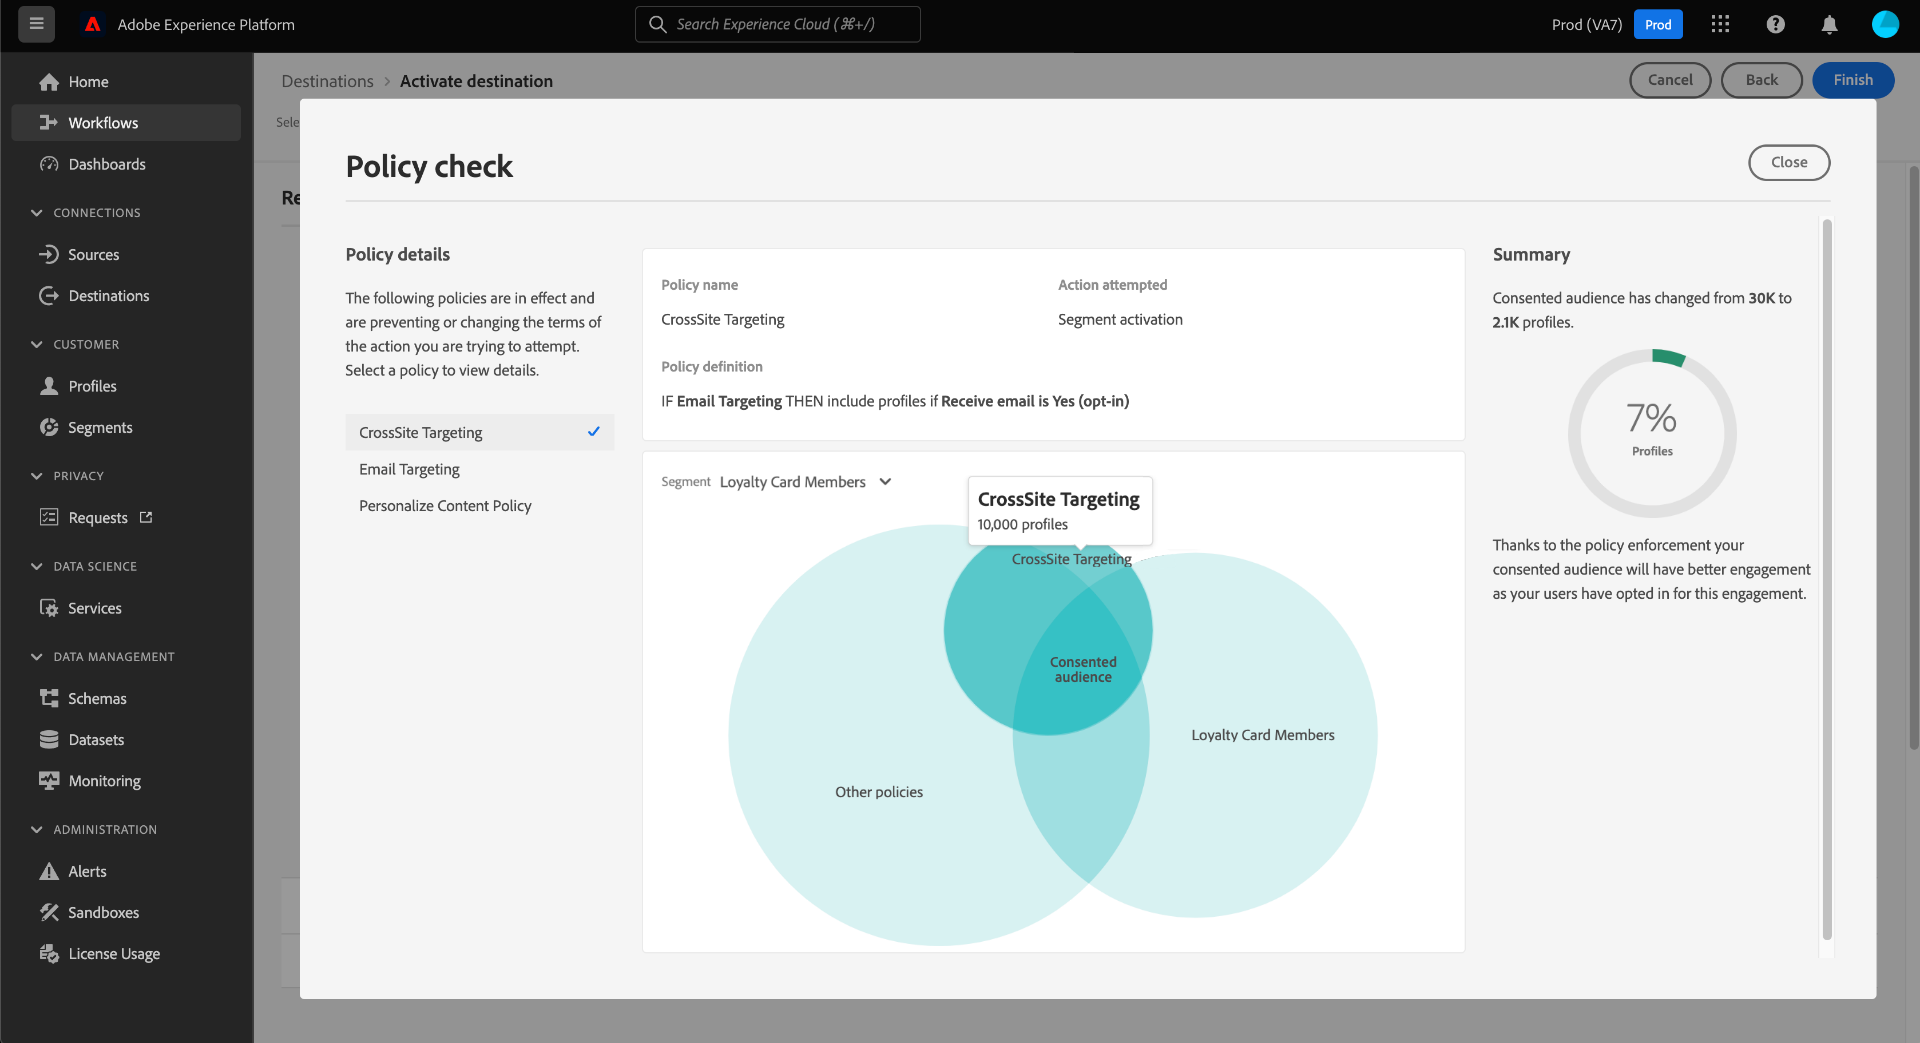 Adobe Experience Platform
Search Experience Cloud (⌘+/)
Prod (VA7)
Prod
Home
Workflows
Dashboards
CONNECTIONS
Sources
Destinations
CUSTOMER
Profiles
Segments
PRIVACY
Requests
DATA SCIENCE
Services
DATA MANAGEMENT
Schemas
Datasets
Monitoring
ADMINISTRATION
Alerts
Sandboxes
License Usage
Destinations > Activate destination
Cancel
Back
Finish
Sele
Re
Policy check
Close
Policy details
The following policies are in effect and
are preventing or changing the terms of
the action you are trying to attempt.
Select a policy to view details.
CrossSite Targeting
Email Targeting
Personalize Content Policy
Policy name
CrossSite Targeting
Action attempted
Segment activation
Policy definition
IF Email Targeting THEN include profiles if Receive email is Yes (opt-in)
Segment Loyalty Card Members
CrossSite Targeting
10,000 profiles
CrossSite Targeting
Consented
audience
Loyalty Card Members
Other policies
Summary
Consented audience has changed from 30K to
2.1K profiles.
7%
Profiles
Thanks to the policy enforcement your
consented audience will have better engagement
as your users have opted in for this engagement.